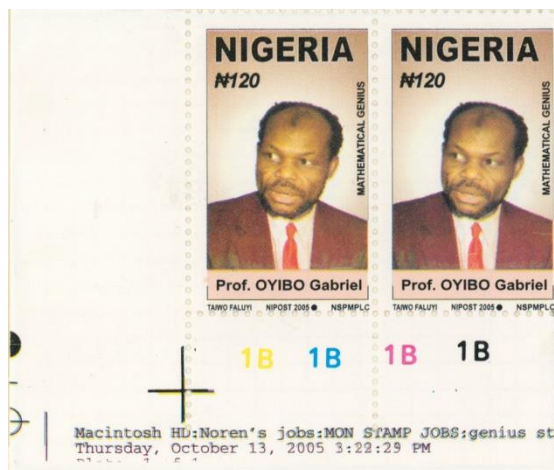 NIGERIA
₦120
MATHEMATICAL GENIUS
Prof. OYIBO Gabriel
TAIWO FALUYI NIPOST 2005 ● NSPMPLC
NIGERIA
₦120
MATHEMATICAL GENIUS
Prof. OYIBO Gabriel
TAIWO FALUYI NIPOST 2005 ● NSPMPLC
1B 1B 1B 1B
Macintosh HD:Noren's jobs:MON STAMP JOBS:genius st
Thursday, October 13, 2005 3:22:29 PM